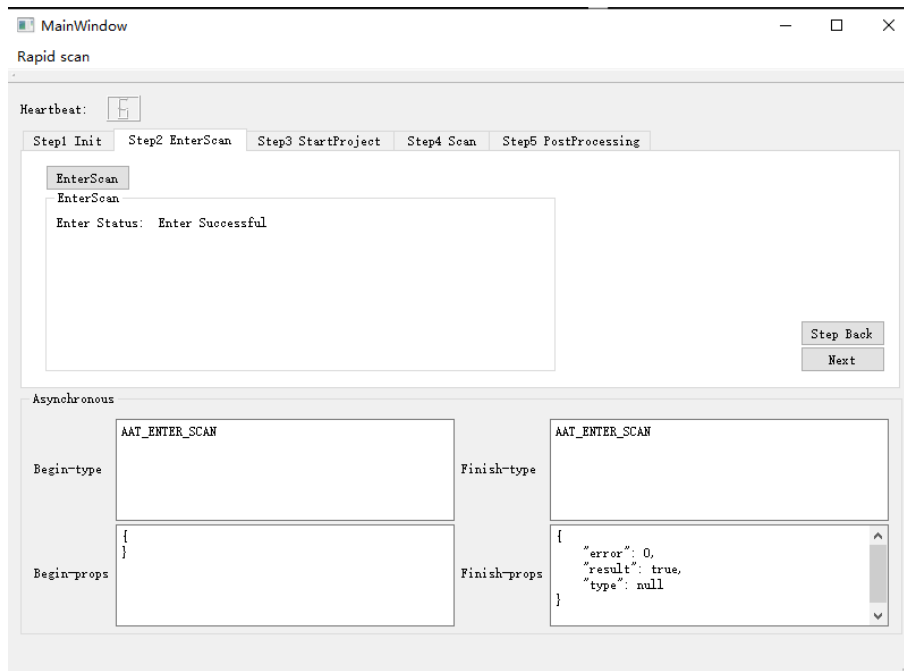 MainWindow
Rapid scan
Heartbeat: 6
Step1 Init Step2 EnterScan Step3 StartProject Step4 Scan Step5 PostProcessing
EnterScan
EnterScan
Enter Status: Enter Successful
Step Back
Next
Asynchronous
Begin-type
AAT_ENTER_SCAN
Finish-type
AAT_ENTER_SCAN
Begin-props
{
}
Finish-props
{
"error": 0,
"result": true,
"type": null
}